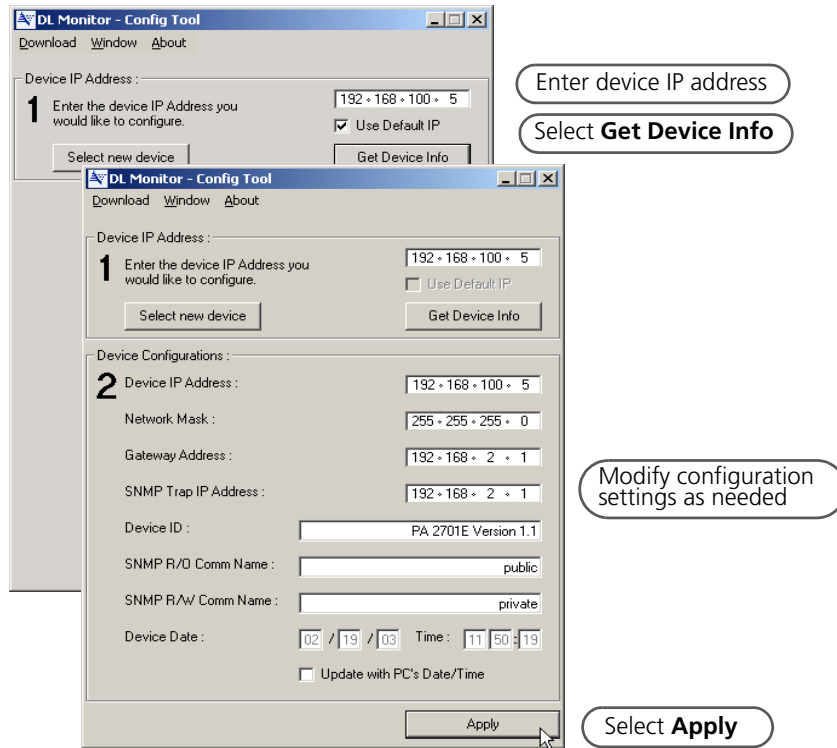 DL Monitor - Config Tool
Download Window About
Device IP Address :
1 Enter the device IP Address you
would like to configure.
192 . 168 . 100 . 5
Use Default IP
Select new device
Get Device Info
Enter device IP address
Select Get Device Info
DL Monitor - Config Tool
Download Window About
Device IP Address :
1 Enter the device IP Address you
would like to configure.
192 . 168 . 100 . 5
Use Default IP
Select new device
Get Device Info
Device Configurations :
2 Device IP Address : 192 . 168 . 100 . 5
Network Mask : 255 . 255 . 255 . 0
Gateway Address : 192 . 168 . 2 . 1
SNMP Trap IP Address : 192 . 168 . 2 . 1
Device ID : PA 2701E Version 1.1
SNMP R/O Comm Name : public
SNMP R/W Comm Name : private
Device Date : 02 / 19 / 03 Time : 11 50 : 19
Update with PC's Date/Time
Apply
Modify configuration
settings as needed
Select Apply